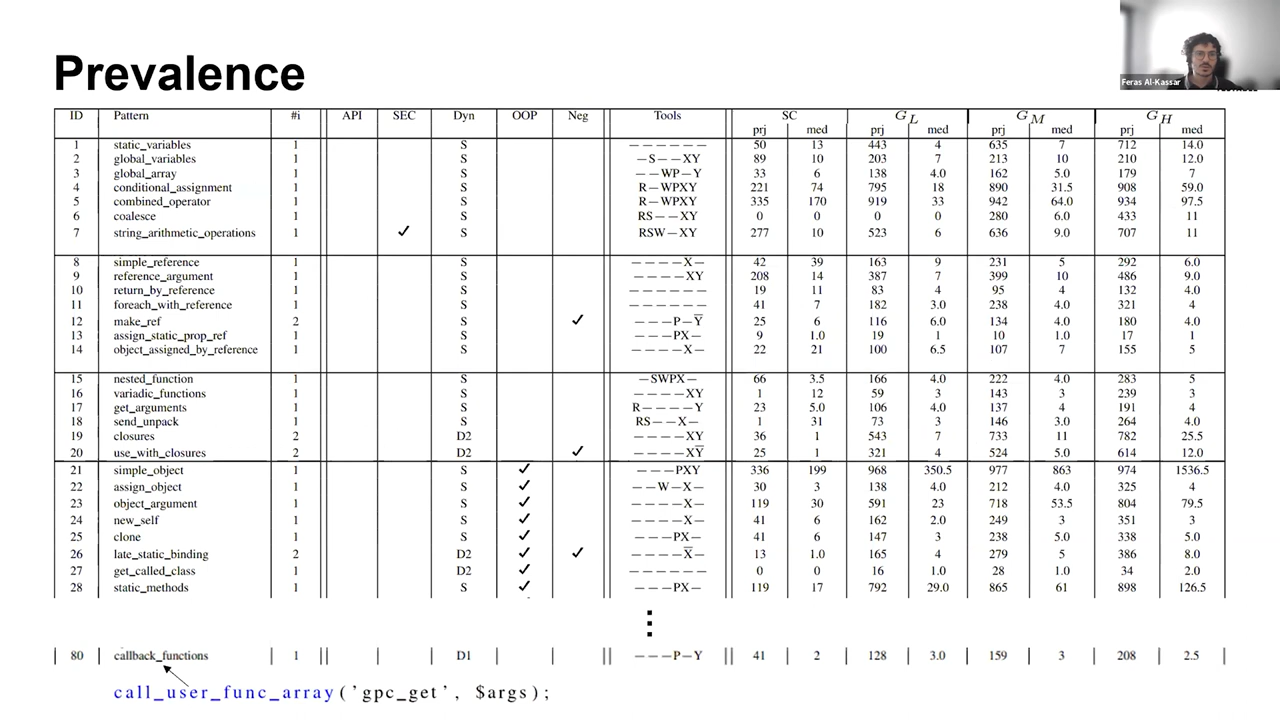 Prevalence
Feras Al-Kassar
ID Pattern #i API SEC Dyn OOP Neg Tools SC G_L G_M G_H
prj med prj med prj med prj med
1 static_variables 1 S –––––– 50 13 443 4 635 7 712 14.0
2 global_variables 1 S –S––XY 89 10 203 7 213 10 210 12.0
3 global_array 1 S ––WP–Y 33 6 138 4.0 162 5.0 179 7
4 conditional_assignment 1 S R–WPXY 221 74 795 18 890 31.5 908 59.0
5 combined_operator 1 S R–WPXY 335 170 919 33 942 64.0 934 97.5
6 coalesce 1 S RS––XY 0 0 0 0 280 6.0 433 11
7 string_arithmetic_operations 1 ✓ S RSW–XY 277 10 523 6 636 9.0 707 11
8 simple_reference 1 S ––––X– 42 39 163 9 231 5 292 6.0
9 reference_argument 1 S ––––XY 208 14 387 7 399 10 486 9.0
10 return_by_reference 1 S –––––– 19 11 83 4 95 4 132 4.0
11 foreach_with_reference 1 S –––––– 41 7 182 3.0 238 4.0 321 4
12 make_ref 2 S ✓ –––P–Y̅ 25 6 116 6.0 134 4.0 180 4.0
13 assign_static_prop_ref 1 S –––PX– 9 1.0 19 1 10 1.0 17 1
14 object_assigned_by_reference 1 S ––––X– 22 21 100 6.5 107 7 155 5
15 nested_function 1 S –SWPX– 66 3.5 166 4.0 222 4.0 283 5
16 variadic_functions 1 S ––––XY 1 12 59 3 143 3 239 3
17 get_arguments 1 S R––––Y 23 5.0 106 4.0 137 4 191 4
18 send_unpack 1 S RS––X– 1 31 73 3 146 3.0 264 4.0
19 closures 2 D2 ––––XY 36 1 543 7 733 11 782 25.5
20 use_with_closures 2 D2 ✓ ––––XY̅ 25 1 321 4 524 5.0 614 12.0
21 simple_object 1 S ✓ –––PXY 336 199 968 350.5 977 863 974 1536.5
22 assign_object 1 S ✓ ––W–X– 30 3 138 4.0 212 4.0 325 4
23 object_argument 1 S ✓ ––––X– 119 30 591 23 718 53.5 804 79.5
24 new_self 1 S ✓ ––––X– 41 6 162 2.0 249 3 351 3
25 clone 1 S ✓ –––PX– 41 6 147 3 238 5.0 338 5.0
26 late_static_binding 2 D2 ✓ ✓ ––––X̅– 13 1.0 165 4 279 5 386 8.0
27 get_called_class 1 D2 ✓ –––––– 0 0 16 1.0 28 1.0 34 2.0
28 static_methods 1 S ✓ –––PX– 119 17 792 29.0 865 61 898 126.5
⋮
80 callback_functions 1 D1 –––P–Y 41 2 128 3.0 159 3 208 2.5
call_user_func_array('gpc_get', $args);